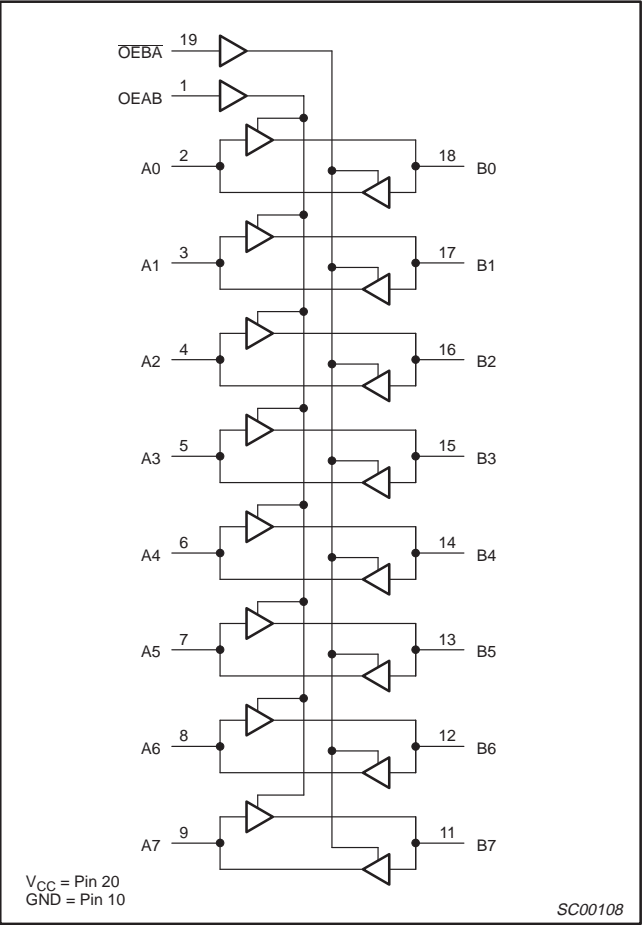 O̅E̅B̅A̅ 19
OEAB 1
A0 2 18 B0
A1 3 17 B1
A2 4 16 B2
A3 5 15 B3
A4 6 14 B4
A5 7 13 B5
A6 8 12 B6
A7 9 11 B7
VCC = Pin 20
GND = Pin 10
SC00108